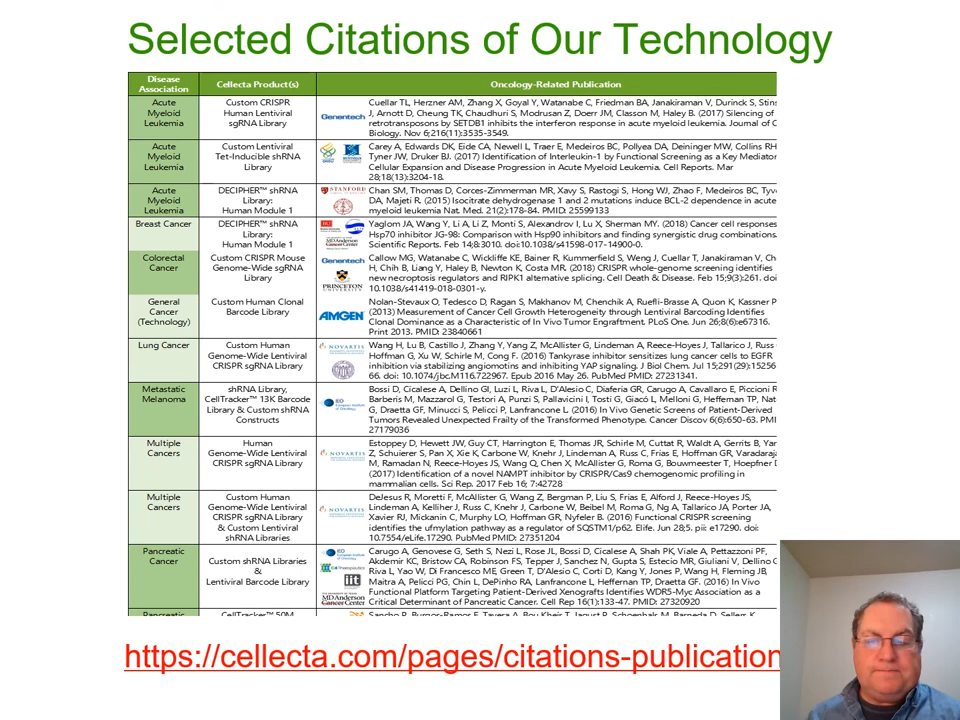 Selected Citations of Our Technology
Disease Association
Cellecta Product(s)
Oncology-Related Publication
Acute
Myeloid
Leukemia
Custom CRISPR
Human Lentiviral
sgRNA Library
Genentech
Cuellar TL, Herzner AM, Zhang X, Goyal Y, Watanabe C, Friedman BA, Janakiraman V, Durinck S, Stins
J, Arnott D, Cheung TK, Chaudhuri S, Modrusan Z, Doerr JM, Classon M, Haley B. (2017) Silencing of
retrotransposons by SETDB1 inhibits the interferon response in acute myeloid leukemia. Journal of C
Biology. Nov 6;216(11):3535-3549.
Acute
Myeloid
Leukemia
Custom Lentiviral
Tet-Inducible shRNA
Library
Carey A, Edwards DK, Eide CA, Newell L, Traer E, Medeiros BC, Pollyea DA, Deininger MW, Collins RH
Tyner JW, Druker BJ. (2017) Identification of Interleukin-1 by Functional Screening as a Key Mediator
Cellular Expansion and Disease Progression in Acute Myeloid Leukemia. Cell Reports. Mar
28;18(13):3204-18.
Acute
Myeloid
Leukemia
DECIPHER™ shRNA
Library:
Human Module 1
STANFORD
Chan SM, Thomas D, Corces-Zimmerman MR, Xavy S, Rastogi S, Hong WJ, Zhao F, Medeiros BC, Tyvo
DA, Majeti R. (2015) Isocitrate dehydrogenase 1 and 2 mutations induce BCL-2 dependence in acute
myeloid leukemia Nat. Med. 21(2):178-84. PMID: 25599133
Breast Cancer
DECIPHER™ shRNA
Library:
Human Module 1
MD Anderson
Yaglom JA, Wang Y, Li A, Li Z, Monti S, Alexandrov I, Lu X, Sherman MY. (2018) Cancer cell responses
Hsp70 inhibitor JG-98: Comparison with Hsp90 inhibitors and finding synergistic drug combinations.
Scientific Reports. Feb 14;8:3010. doi:10.1038/s41598-017-14900-0.
Colorectal
Cancer
Custom CRISPR Mouse
Genome-Wide sgRNA
Library
Genentech
PRINCETON
UNIVERSITY
Callow MG, Watanabe C, Wickliffe KE, Bainer R, Kummerfield S, Weng J, Cuellar T, Janakiraman V, Ch
H, Chih B, Liang Y, Haley B, Newton K, Costa MR. (2018) CRISPR whole-genome screening identifies
new necroptosis regulators and RIPK1 alternative splicing. Cell Death & Disease. Feb 15;9(3):261. doi
10.1038/s41419-018-0301-y.
General
Cancer
(Technology)
Custom Human Clonal
Barcode Library
AMGEN
Nolan-Stevaux O, Tedesco D, Ragan S, Makhanov M, Chenchik A, Ruefli-Brasse A, Quon K, Kassner P
(2013) Measurement of Cancer Cell Growth Heterogeneity through Lentiviral Barcoding Identifies
Clonal Dominance as a Characteristic of In Vivo Tumor Engraftment. PLoS One. Jun 26;8(6):e67316.
Print 2013. PMID: 23840661
Lung Cancer
Custom Human
Genome-Wide Lentiviral
CRISPR sgRNA Library
NOVARTIS
Wang H, Lu B, Castillo J, Zhang Y, Yang Z, McAllister G, Lindeman A, Reece-Hoyes J, Tallarico J, Russ
Hoffman G, Xu W, Schirle M, Cong F. (2016) Tankyrase inhibitor sensitizes lung cancer cells to EGFR
inhibition via stabilizing angiomotins and inhibiting YAP signaling. J Biol Chem. Jul 15;291(29):15256
66. doi: 10.1074/jbc.M116.722967. Epub 2016 May 26. PubMed PMID: 27231341.
Metastatic
Melanoma
shRNA Library,
CellTracker™ 13K Barcode
Library & Custom shRNA
Constructs
IEO
European Institute
of Oncology
Bossi D, Cicalese A, Dellino GI, Luzi L, Riva L, D'Alesio C, Diaferia GR, Carugo A, Cavallaro E, Piccioni R
Barberis M, Mazzarol G, Testori A, Punzi S, Pallavicini I, Tosti G, Giacó L, Melloni G, Heffernan TP, Nat
G, Draetta GF, Minucci S, Pelicci P, Lanfrancone L. (2016) In Vivo Genetic Screens of Patient-Derived
Tumors Revealed Unexpected Frailty of the Transformed Phenotype. Cancer Discov 6(6):650-63. PMI
27179036
Multiple
Cancers
Human
Genome-Wide Lentiviral
CRISPR sgRNA Library
NOVARTIS
Estoppey D, Hewett JW, Guy CT, Harrington E, Thomas JR, Schirle M, Cuttat R, Waldt A, Gerrits B, Yan
Z, Schuierer S, Pan X, Xie K, Carbone W, Knehr J, Lindeman A, Russ C, Frias E, Hoffman GR, Varadaraja
M, Ramadan N, Reece-Hoyes JS, Wang Q, Chen X, McAllister G, Roma G, Bouwmeester T, Hoepfner D
(2017) Identification of a novel NAMPT inhibitor by CRISPR/Cas9 chemogenomic profiling in
mammalian cells. Sci Rep. 2017 Feb 16; 7:42728
Multiple
Cancers
Custom Human
Genome-Wide Lentiviral
CRISPR sgRNA Library
& Custom Lentiviral
shRNA Libraries
NOVARTIS
DeJesus R, Moretti F, McAllister G, Wang Z, Bergman P, Liu S, Frias E, Alford J, Reece-Hoyes JS,
Lindeman A, Kelliher J, Russ C, Knehr J, Carbone W, Beibel M, Roma G, Ng A, Tallarico JA, Porter JA,
Xavier RJ, Mickanin C, Murphy LO, Hoffman GR, Nyfeler B. (2016) Functional CRISPR screening
identifies the ufmylation pathway as a regulator of SQSTM1/p62. Elife. Jun 28;5. pii: e17290. doi:
10.7554/eLife.17290. PubMed PMID: 27351204
Pancreatic
Cancer
Custom shRNA Libraries
&
Lentiviral Barcode Library
IEO
European Institute
of Oncology
iit
MD Anderson
Cancer Center
Carugo A, Genovese G, Seth S, Nezi L, Rose JL, Bossi D, Cicalese A, Shah PK, Viale A, Pettazzoni PF,
Akdemir KC, Bristow CA, Robinson FS, Tepper J, Sanchez N, Gupta S, Estecio MR, Giuliani V, Dellino G
Riva L, Yao W, Di Francesco ME, Green T, D'Alesio C, Corti D, Kang Y, Jones P, Wang H, Fleming JB,
Maitra A, Pelicci PG, Chin L, DePinho RA, Lanfrancone L, Heffernan TP, Draetta GF. (2016) In Vivo
Functional Platform Targeting Patient-Derived Xenografts Identifies WDR5-Myc Association as a
Critical Determinant of Pancreatic Cancer. Cell Rep 16(1):133-47. PMID: 27320920
Pancreatic
CellTracker™ 50M
https://cellecta.com/pages/citations-publication